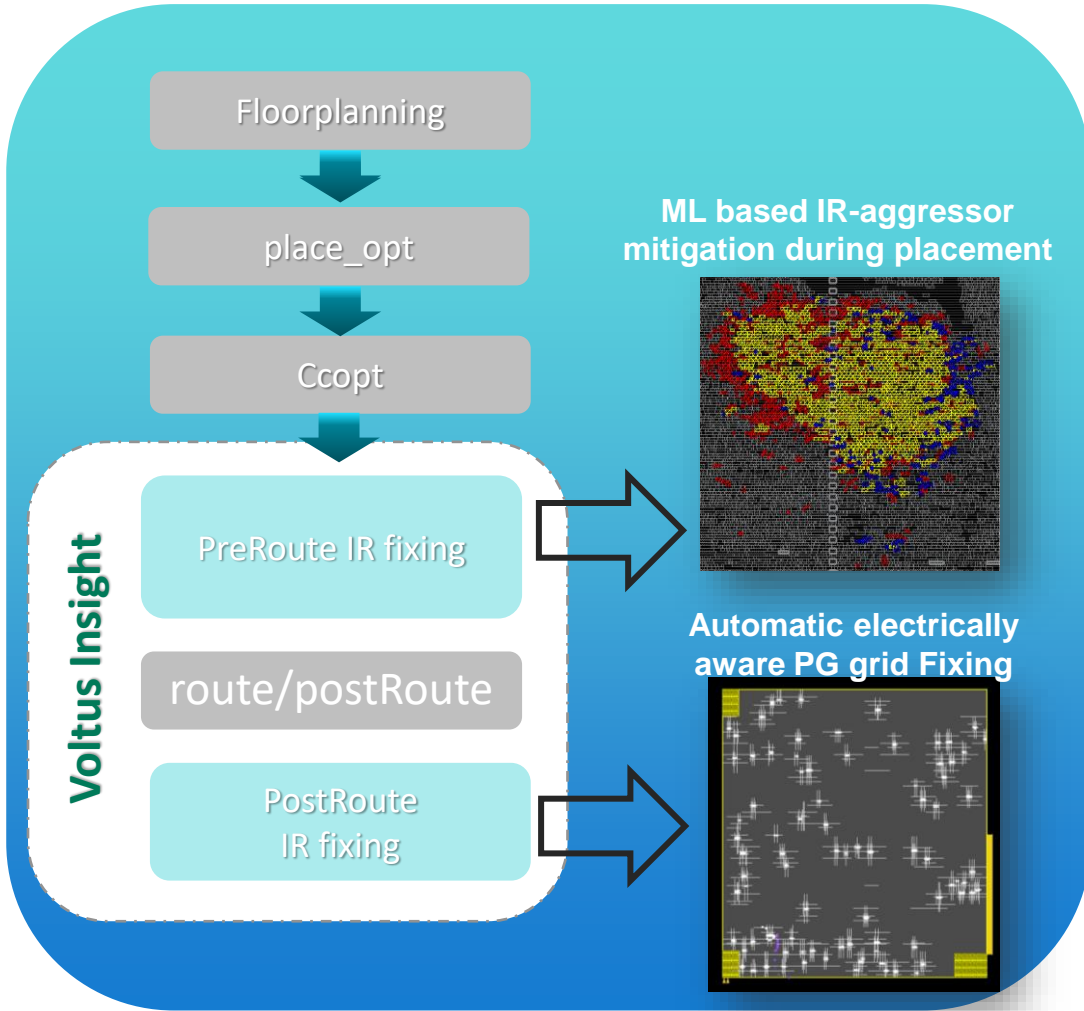 Floorplanning
place_opt
Ccopt
Voltus Insight
PreRoute IR fixing
route/postRoute
PostRoute
IR fixing
ML based IR-aggressor
mitigation during placement
Automatic electrically
aware PG grid Fixing